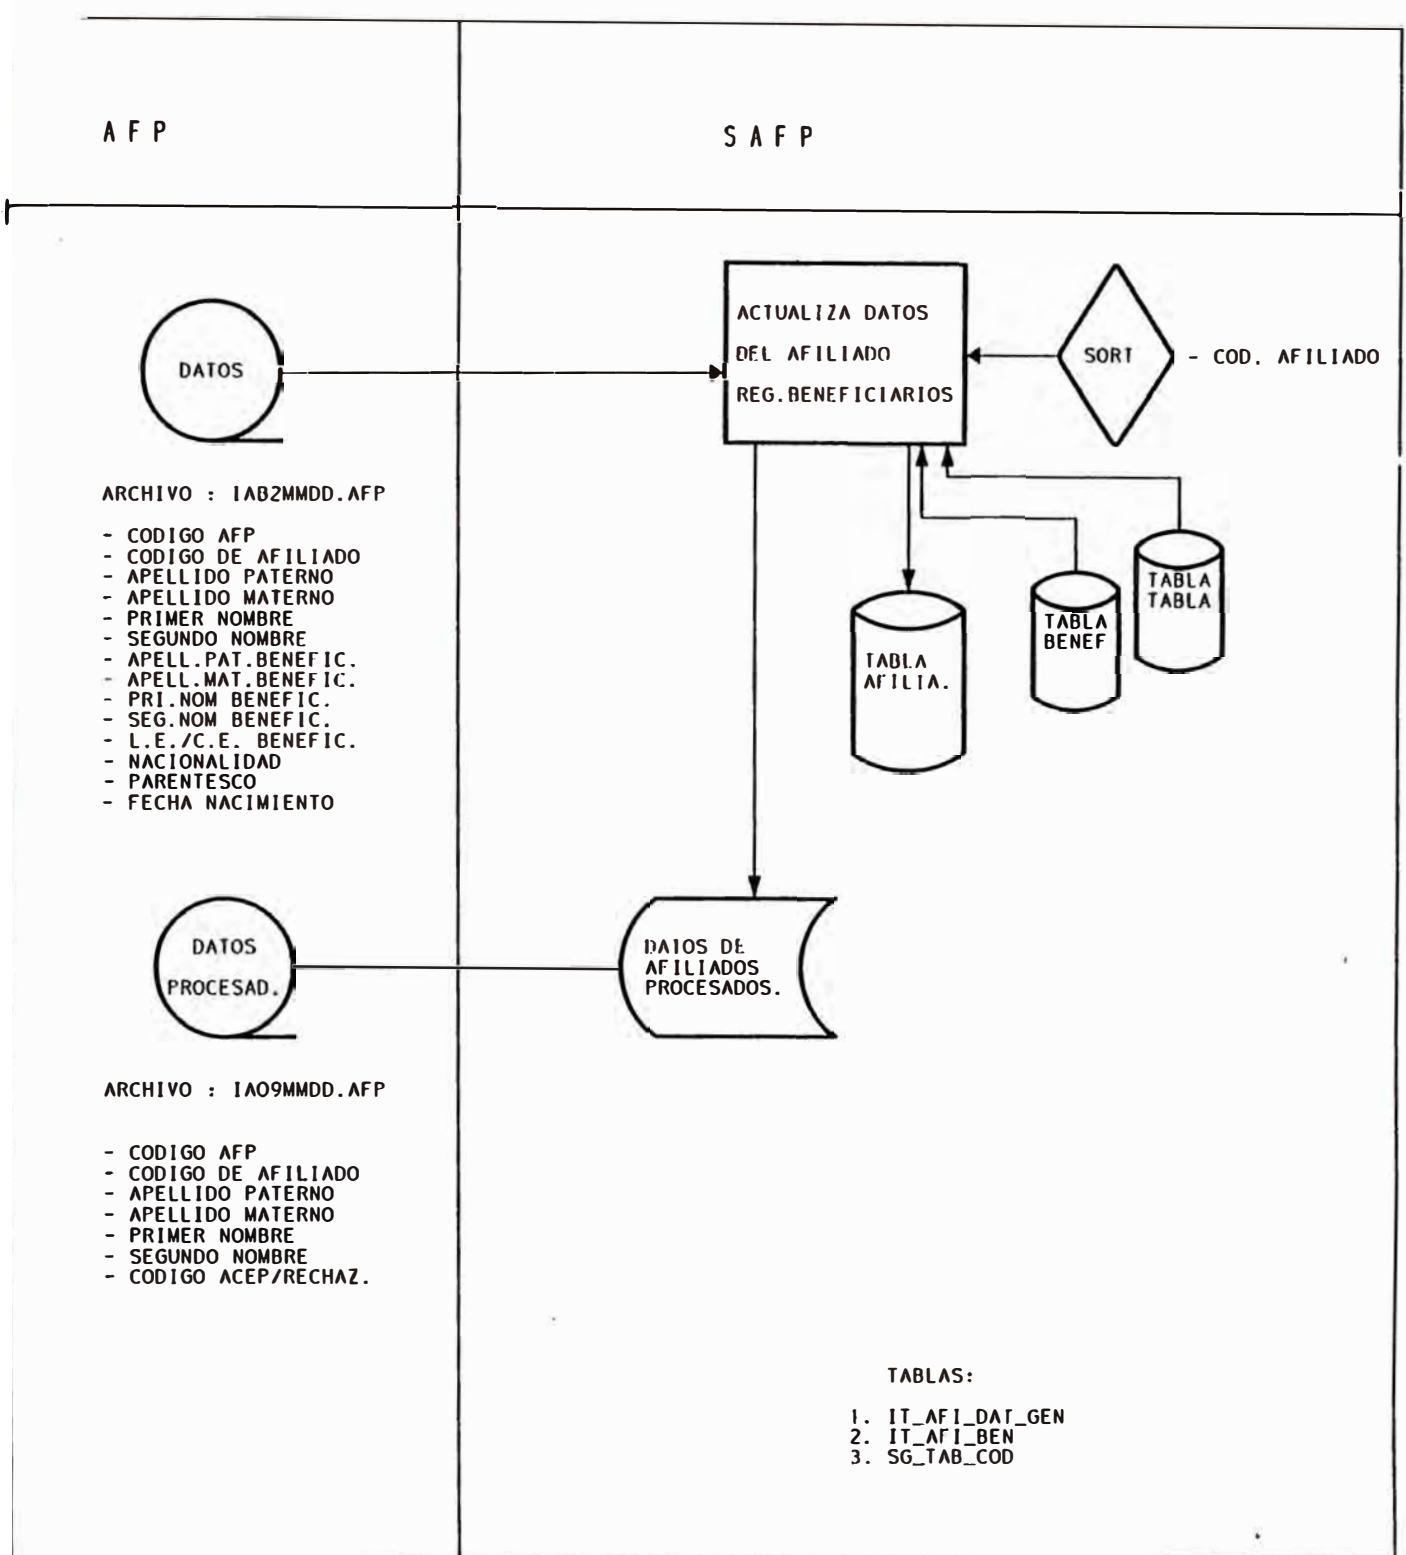 A F P
S A F P
DATOS
ACTUALIZA DATOS
DEL AFILIADO
REG.BENEFICIARIOS
SORT
- COD. AFILIADO
ARCHIVO : IAB2MMDD.AFP
- CODIGO AFP
- CODIGO DE AFILIADO
- APELLIDO PATERNO
- APELLIDO MATERNO
- PRIMER NOMBRE
- SEGUNDO NOMBRE
- APELL.PAT.BENEFIC.
- APELL.MAT.BENEFIC.
- PRI.NOM BENEFIC.
- SEG.NOM BENEFIC.
- L.E./C.E. BENEFIC.
- NACIONALIDAD
- PARENTESCO
- FECHA NACIMIENTO
TABLA
AFILIA.
TABLA
BENEF
TABLA
TABLA
DATOS
PROCESAD.
DATOS DE
AFILIADOS
PROCESADOS.
ARCHIVO : IA09MMDD.AFP
- CODIGO AFP
- CODIGO DE AFILIADO
- APELLIDO PATERNO
- APELLIDO MATERNO
- PRIMER NOMBRE
- SEGUNDO NOMBRE
- CODIGO ACEP/RECHAZ.
TABLAS:
1. IT_AFI_DAT_GEN
2. IT_AFI_BEN
3. SG_TAB_COD